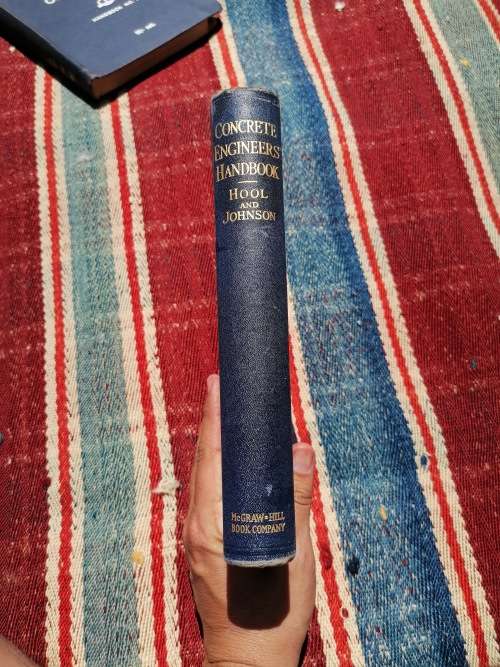 CONCRETE
ENGINEERS'
HANDBOOK
HOOL
AND
JOHNSON
McGRAW-HILL
BOOK COMPANY